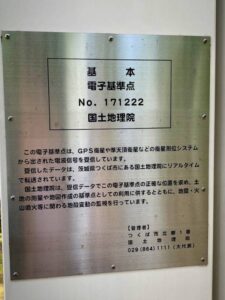 基本
電子基準点
No. 171222
国土地理院
この電子基準点は、GPS衛星や準天頂衛星などの衛星測位システム
から出された電波信号を受信しています。
受信したデータは、茨城県つくば市にある国土地理院にリアルタイム
で転送されています。
国土地理院は、受信データでこの電子基準点の正確な位置を求め、土
地の測量や地図作成の基準点としての利用に供するとともに、地震・火
山噴火等に関わる地殻変動の監視を行っています。
【管理者】
つくば市北郷1番
国土地理院
029(864)1111(大代表)